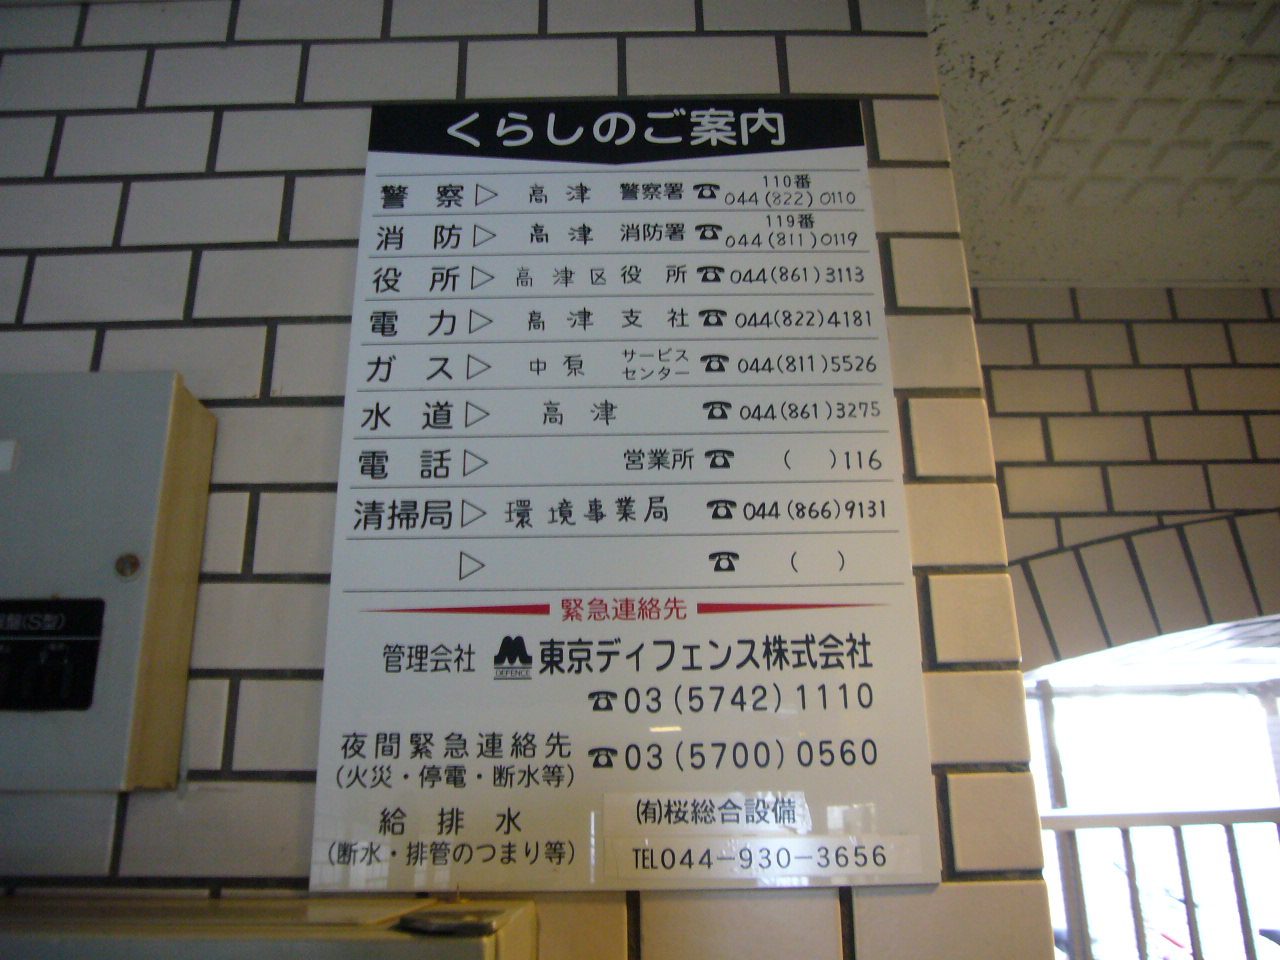 くらしのご案内
警察▷ 高津 警察署 ☎ 110番 044(822)0110
消防▷ 高津 消防署 ☎ 119番 044(811)0119
役所▷ 高津区役所 ☎ 044(861)3113
電力▷ 高津 支社 ☎ 044(822)4181
ガス▷ 中原 サービスセンター ☎ 044(811)5526
水道▷ 高津 ☎ 044(861)3275
電話▷ 営業所 ☎ ( )116
清掃局▷ 環境事業局 ☎ 044(866)9131
▷ ☎ ( )
緊急連絡先
管理会社 DEFENCE 東京ディフェンス株式会社
☎03(5742)1110
夜間緊急連絡先 ☎03(5700)0560
(火災・停電・断水等)
給排水 (有)桜総合設備
(断水・排管のつまり等) TEL044-930-3656
盤(S型)